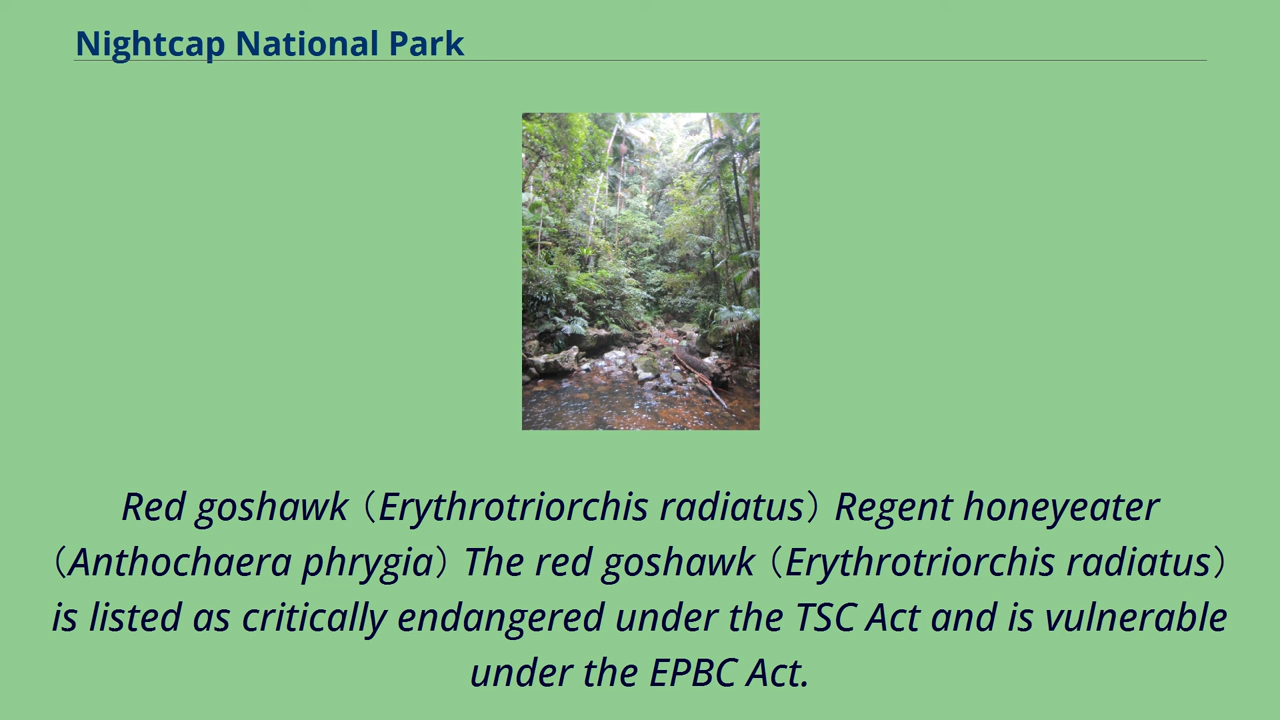 Nightcap National Park
Red goshawk（Erythrotriorchis radiatus）Regent honeyeater
（Anthochaera phrygia）The red goshawk（Erythrotriorchis radiatus）
is listed as critically endangered under the TSC Act and is vulnerable
under the EPBC Act.